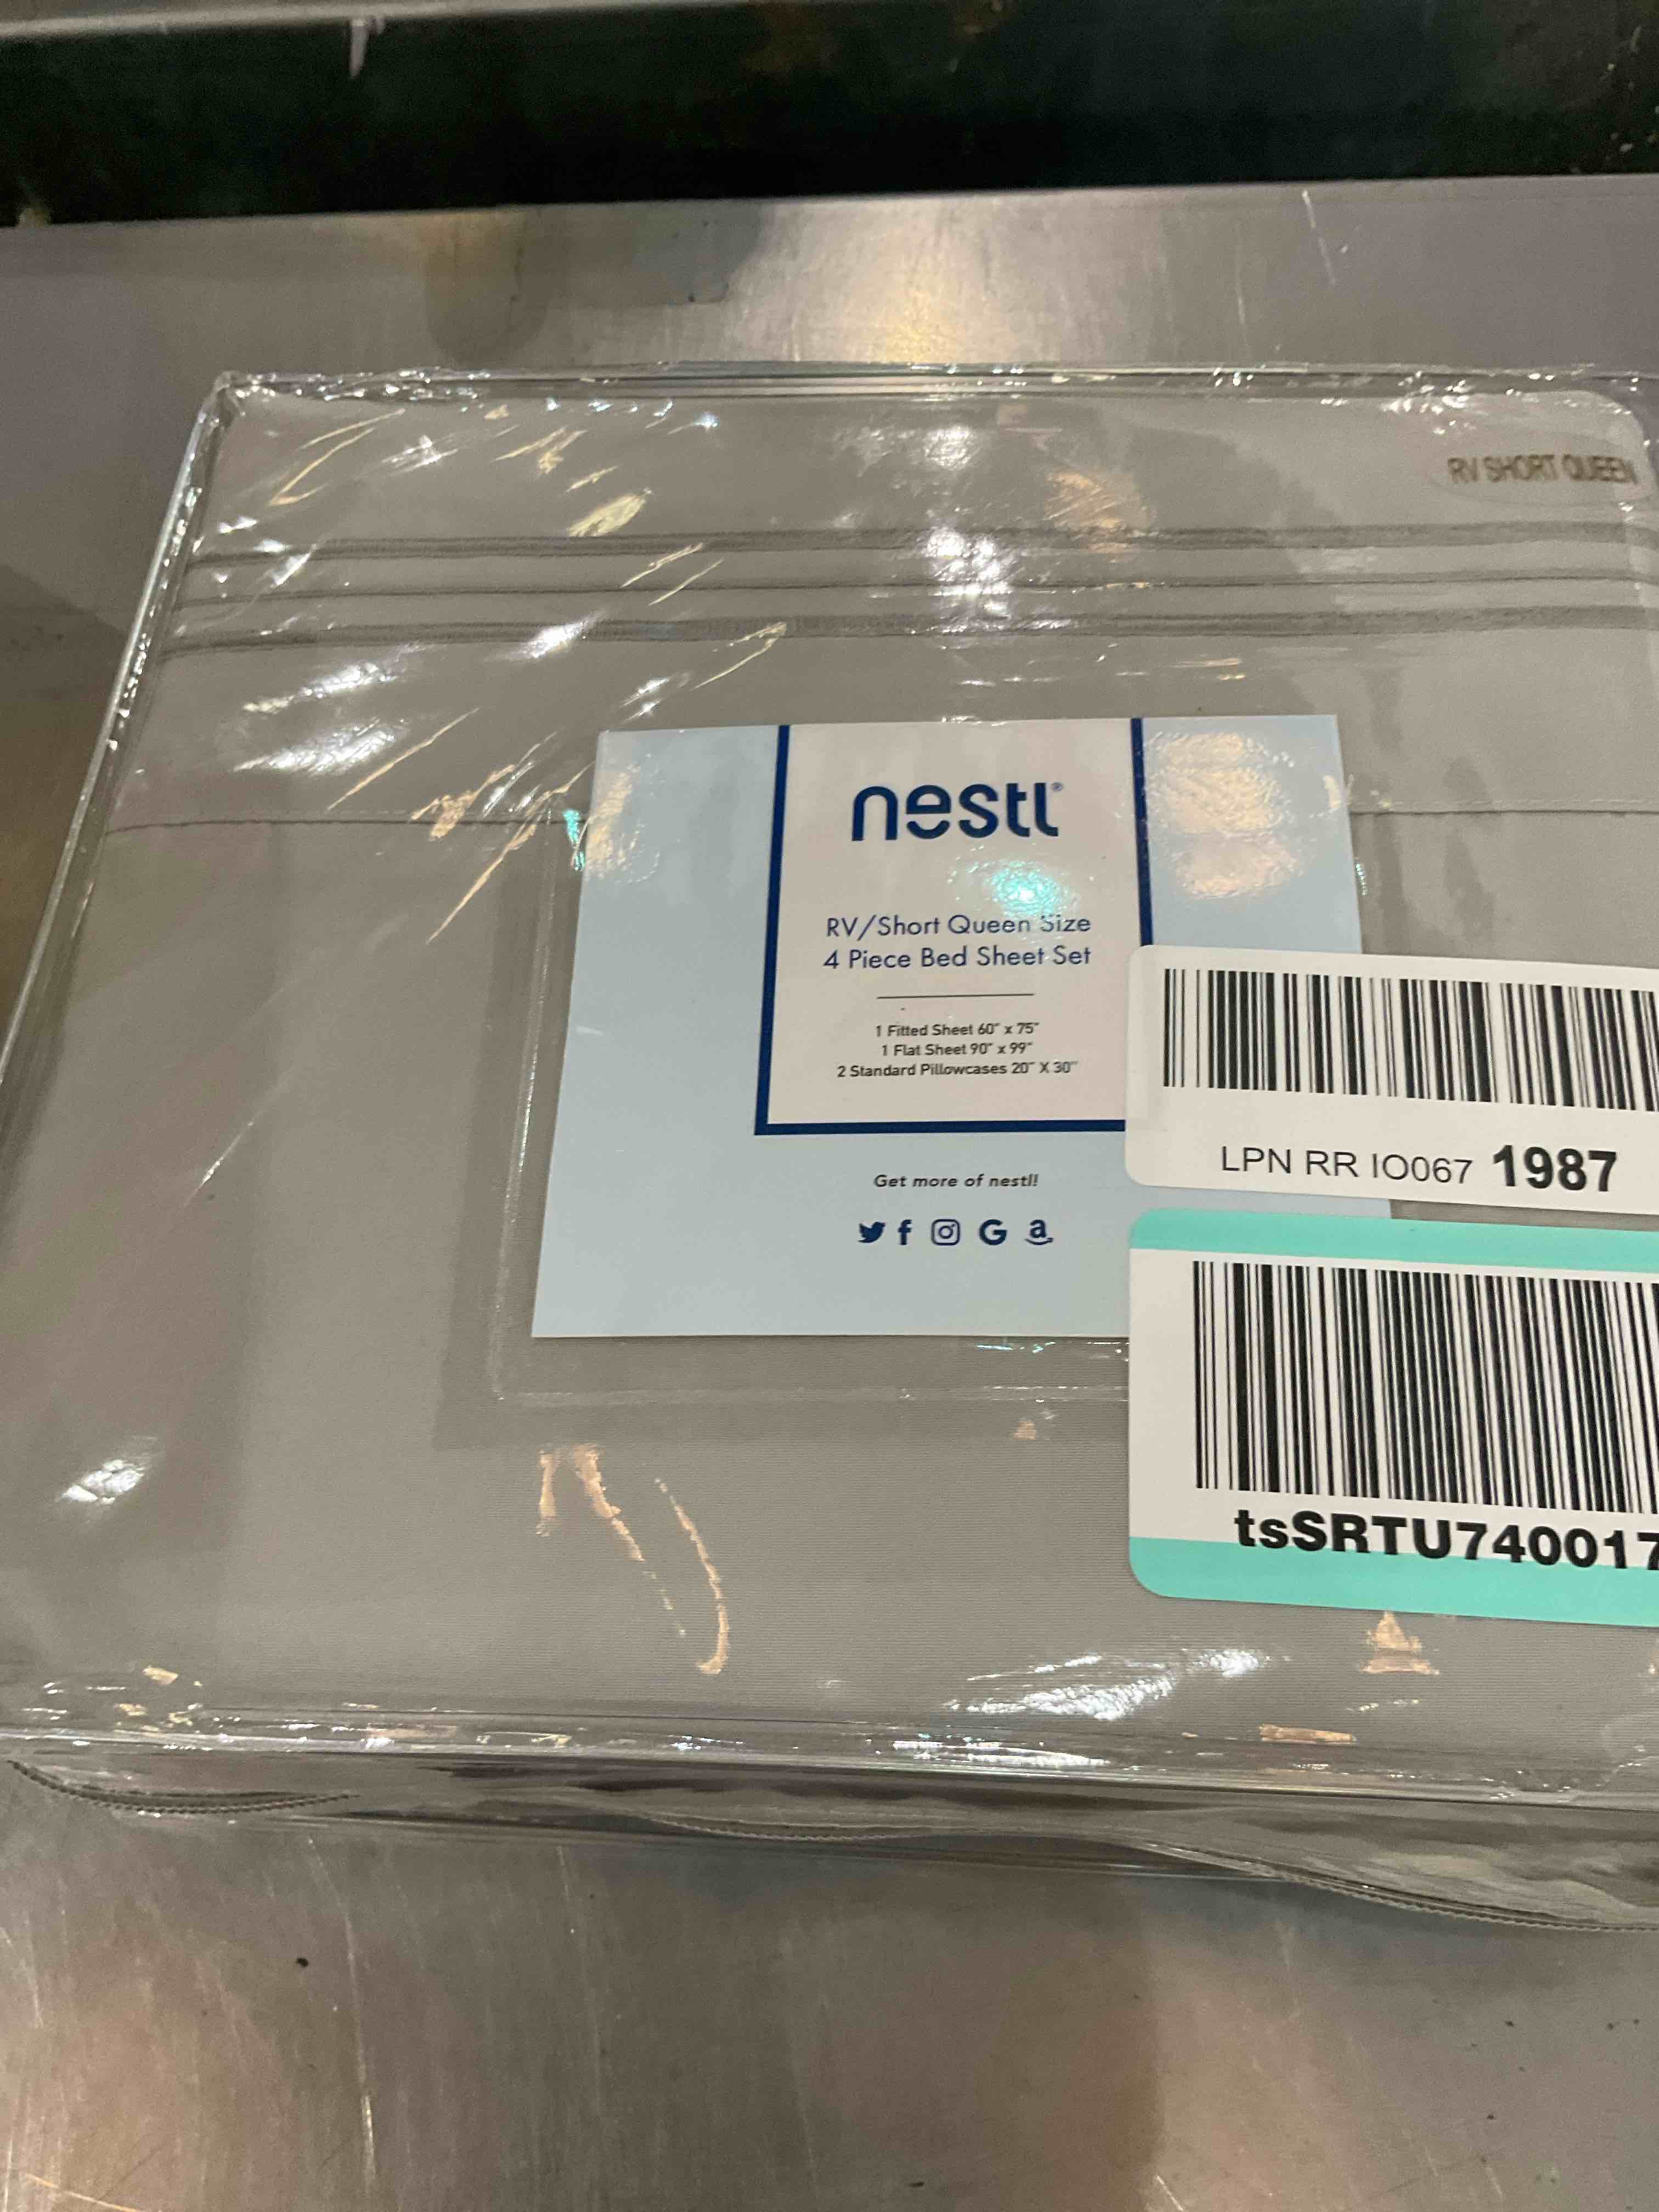 RV SHORT QUEEN
nestl®
RV/Short Queen Size
4 Piece Bed Sheet Set
1 Fitted Sheet 60" x 75"
1 Flat Sheet 90" x 99"
2 Standard Pillowcases 20" X 30"
LPN RR IO067 1987
Get more of nestl!
tsSRTU740017